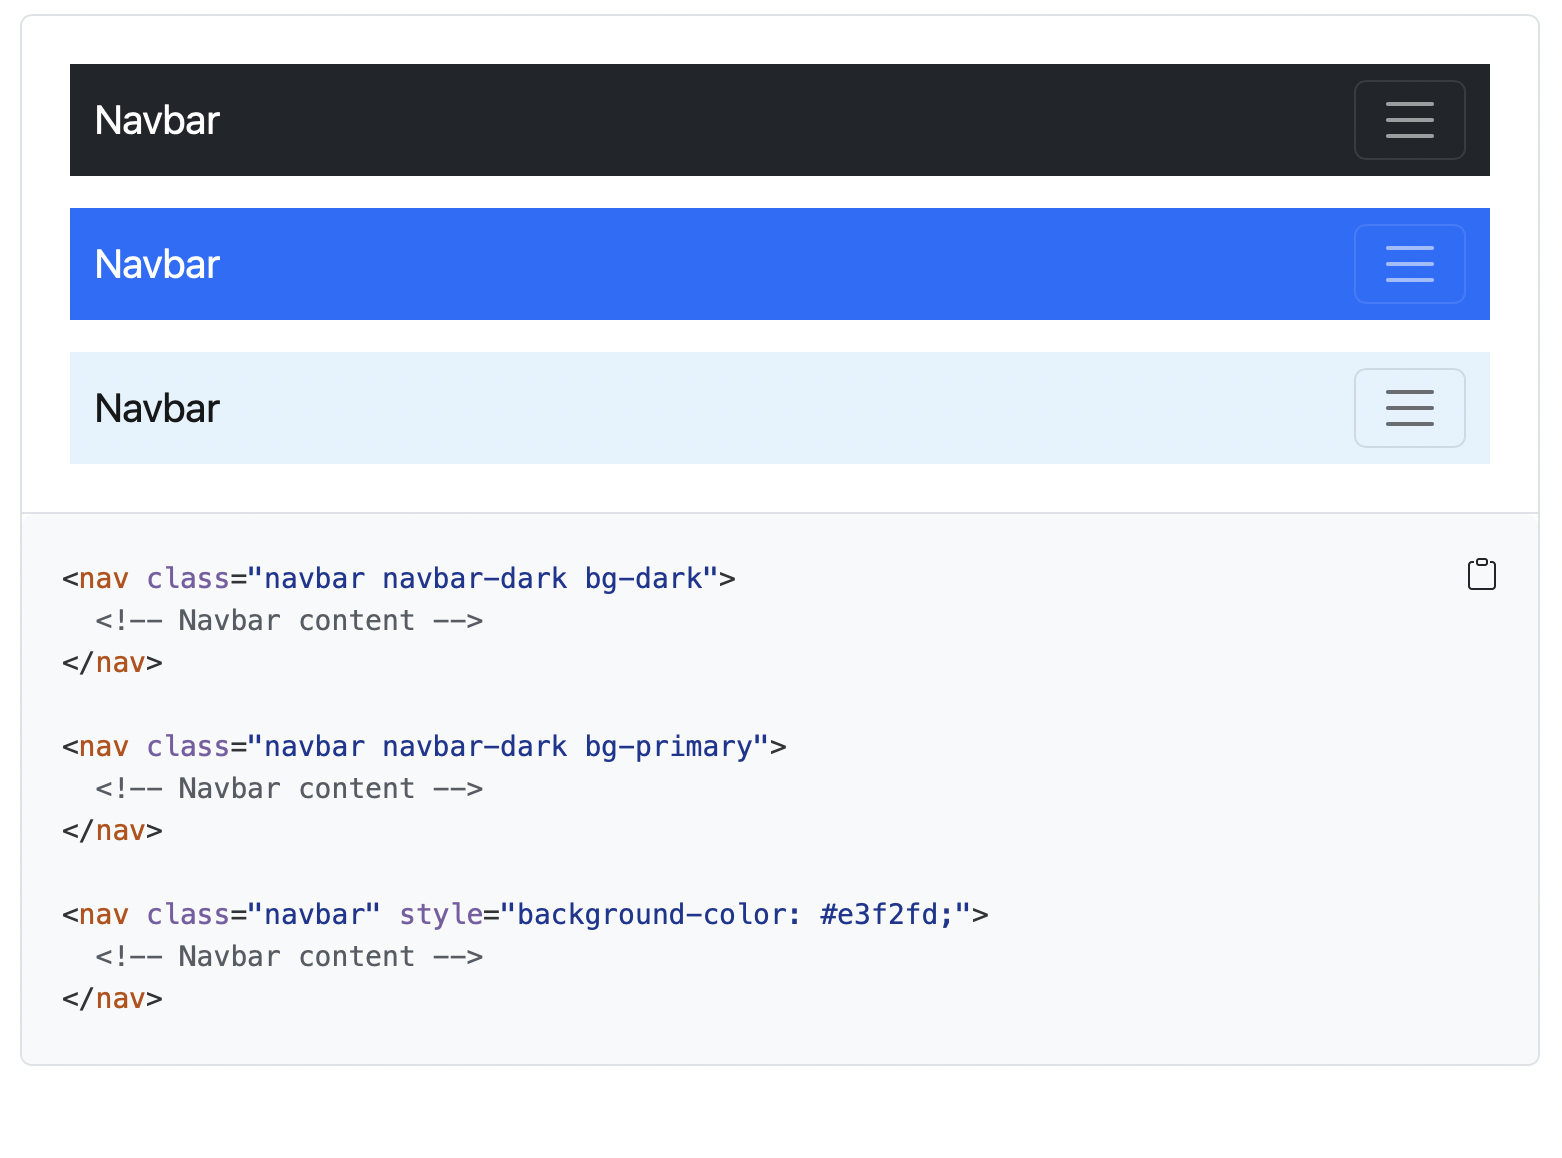 Navbar
Navbar
Navbar
<nav class="navbar navbar-dark bg-dark">
  <!-- Navbar content -->
</nav>

<nav class="navbar navbar-dark bg-primary">
  <!-- Navbar content -->
</nav>

<nav class="navbar" style="background-color: #e3f2fd;">
  <!-- Navbar content -->
</nav>